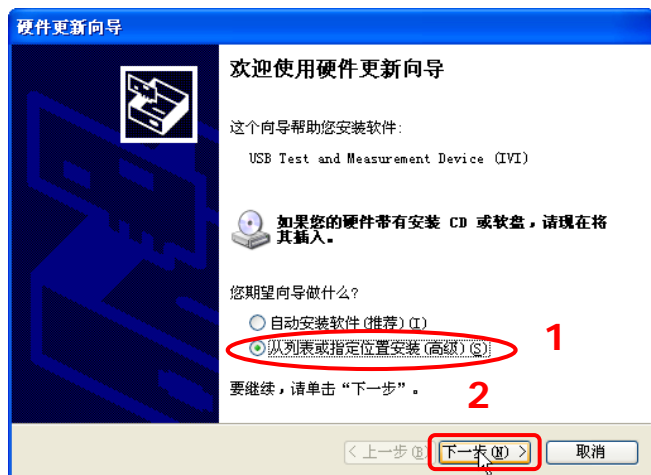 硬件更新向导
欢迎使用硬件更新向导
这个向导帮助您安装软件:
USB Test and Measurement Device (IVI)
如果您的硬件带有安装 CD 或软盘，请现在将
其插入。
您期望向导做什么?
自动安装软件(推荐)(I)
从列表或指定位置安装(高级)(S)
1
要继续，请单击“下一步”。
2
< 上一步(B)
下一步(N) >
取消